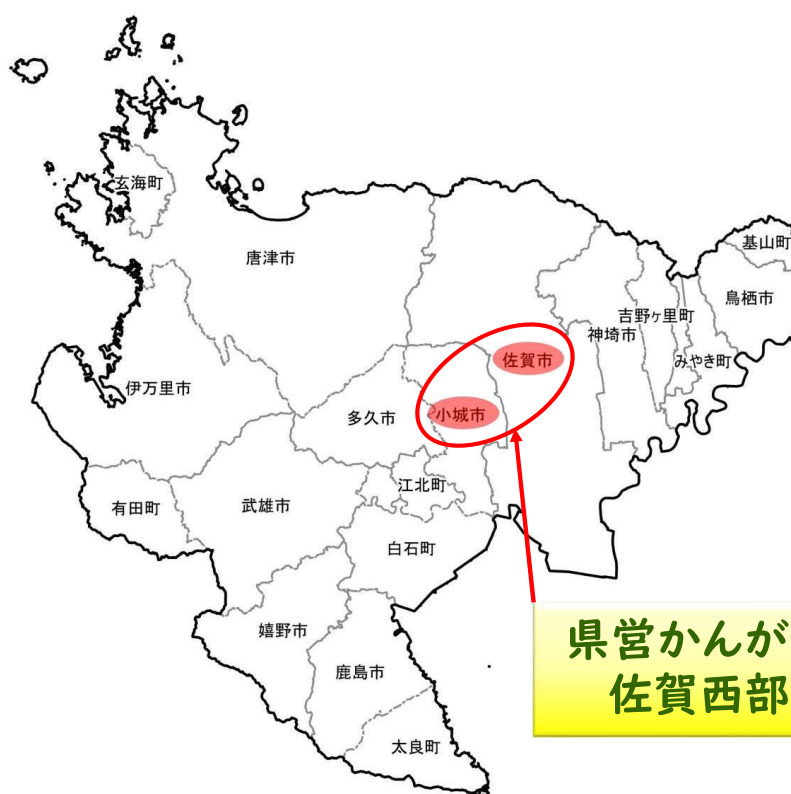 玄海町
唐津市
基山町
鳥栖市
吉野ヶ里町
神埼市
みやき町
佐賀市
伊万里市
多久市
小城市
江北町
有田町
武雄市
白石町
嬉野市
鹿島市
太良町
県営かんが
佐賀西部